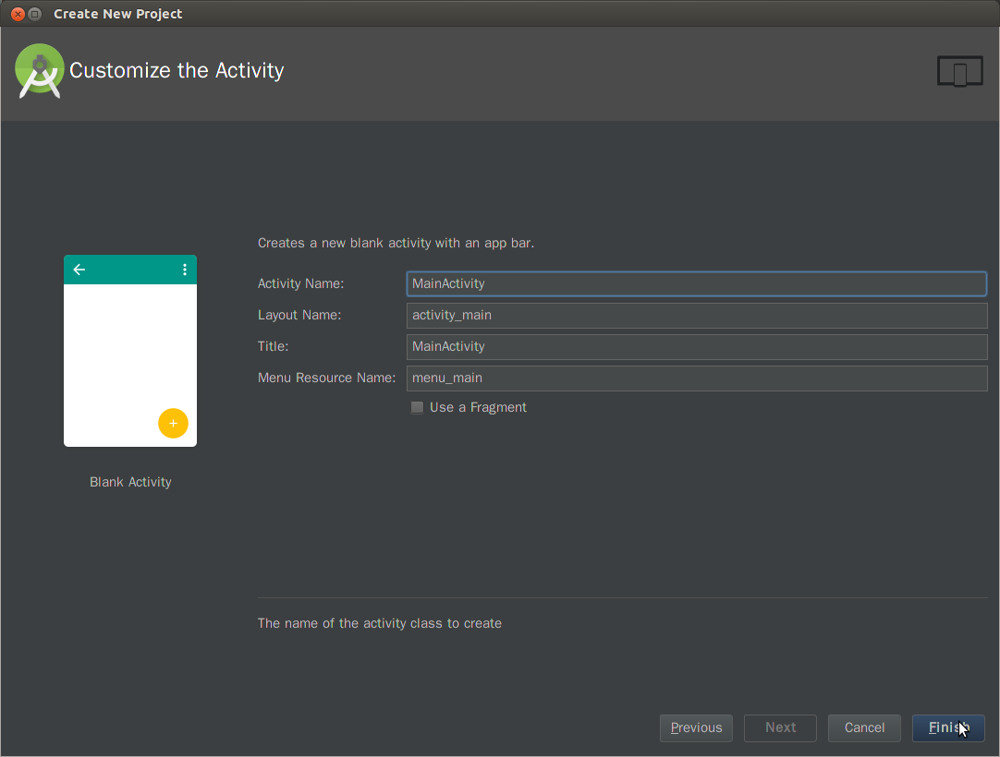 Create New Project
Customize the Activity
Creates a new blank activity with an app bar.
Activity Name: MainActivity
Layout Name: activity_main
Title: MainActivity
Menu Resource Name: menu_main
Use a Fragment
Blank Activity
The name of the activity class to create
Previous Next Cancel Finish